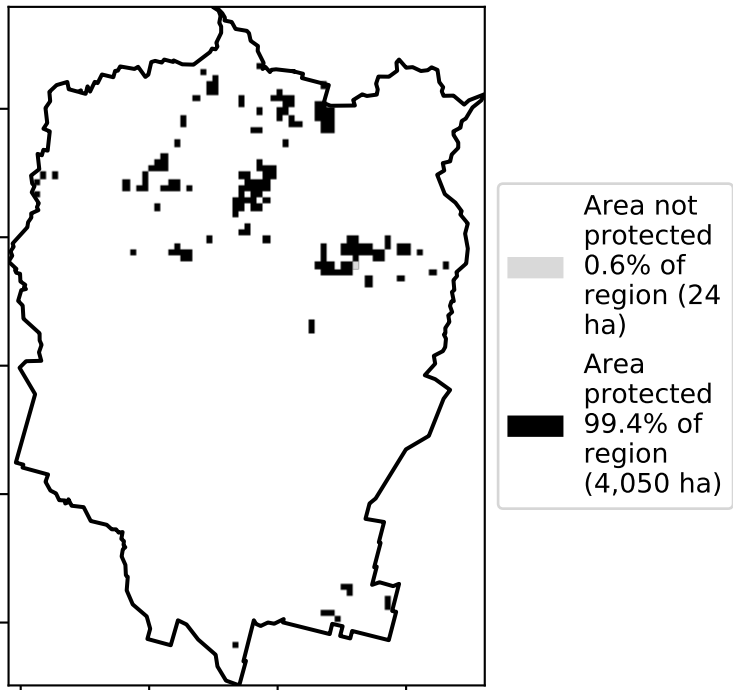 Area not
protected
0.6% of
region (24
ha)
Area
protected
99.4% of
region
(4,050 ha)